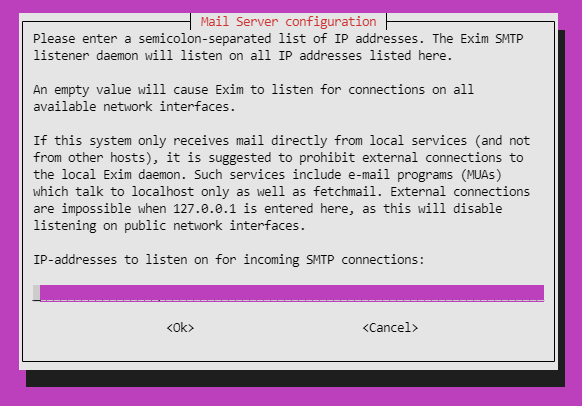 Mail Server configuration
Please enter a semicolon-separated list of IP addresses. The Exim SMTP
listener daemon will listen on all IP addresses listed here.
An empty value will cause Exim to listen for connections on all
available network interfaces.
If this system only receives mail directly from local services (and not
from other hosts), it is suggested to prohibit external connections to
the local Exim daemon. Such services include e-mail programs (MUAs)
which talk to localhost only as well as fetchmail. External connections
are impossible when 127.0.0.1 is entered here, as this will disable
listening on public network interfaces.
IP-addresses to listen on for incoming SMTP connections:
<Ok> <Cancel>